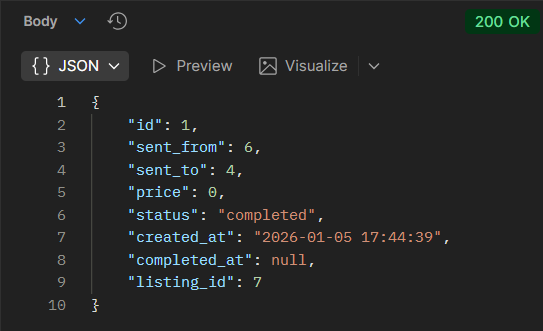 Body 200 OK
{} JSON Preview Visualize
1 {
2 "id": 1,
3 "sent_from": 6,
4 "sent_to": 4,
5 "price": 0,
6 "status": "completed",
7 "created_at": "2026-01-05 17:44:39",
8 "completed_at": null,
9 "listing_id": 7
10 }